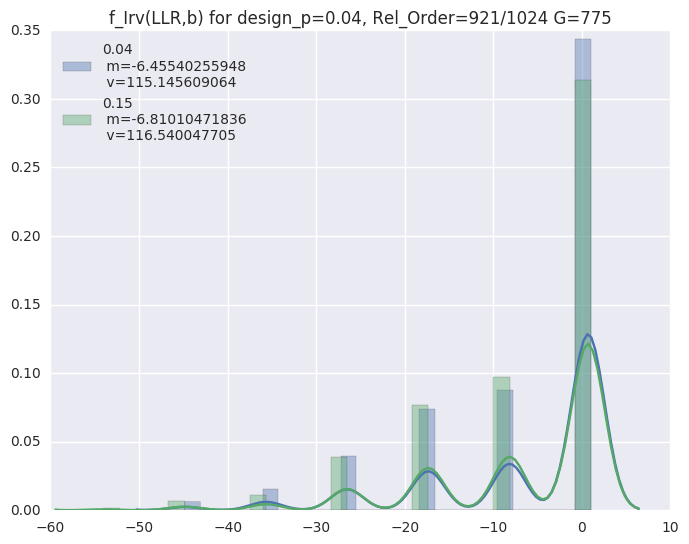 f_Irv(LLR,b) for design_p=0.04, Rel_Order=921/1024 G=775
0.35
0.04
m=-6.45540255948
v=115.145609064
0.15
m=-6.81010471836
v=116.540047705
0.30
0.25
0.20
0.15
0.10
0.05
0.00
−60 −50 −40 −30 −20 −10 0 10